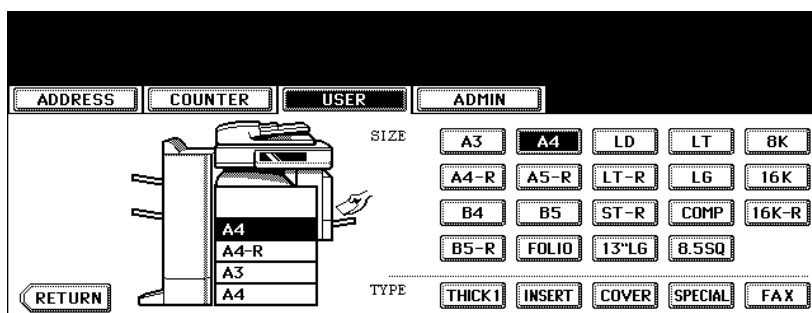 ADDRESS COUNTER USER ADMIN
SIZE A3 A4 LD LT 8K
A4-R A5-R LT-R LG 16K
B4 B5 ST-R COMP 16K-R
B5-R FOLIO 13"LG 8.5SQ
A4
A4-R
A3
A4
TYPE THICK1 INSERT COVER SPECIAL FAX
RETURN